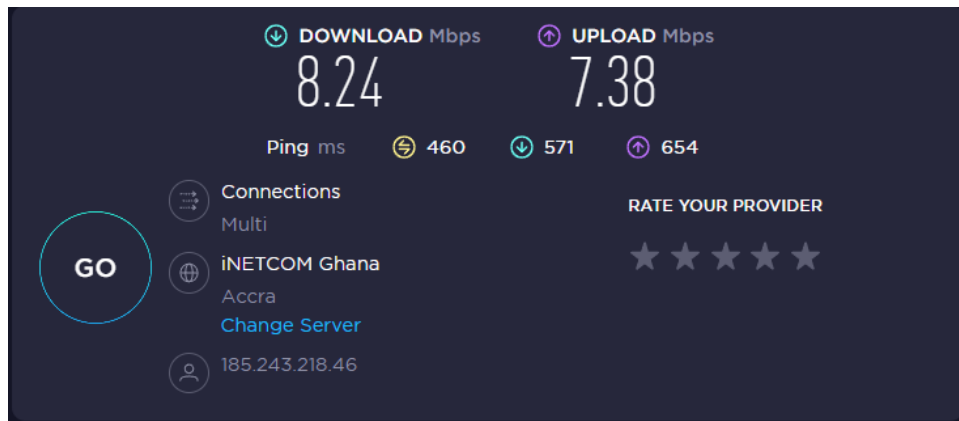 DOWNLOAD Mbps
UPLOAD Mbps
8.24
7.38
Ping ms 460 571 654
Connections
Multi
RATE YOUR PROVIDER
GO
iNETCOM Ghana
Accra
Change Server
185.243.218.46